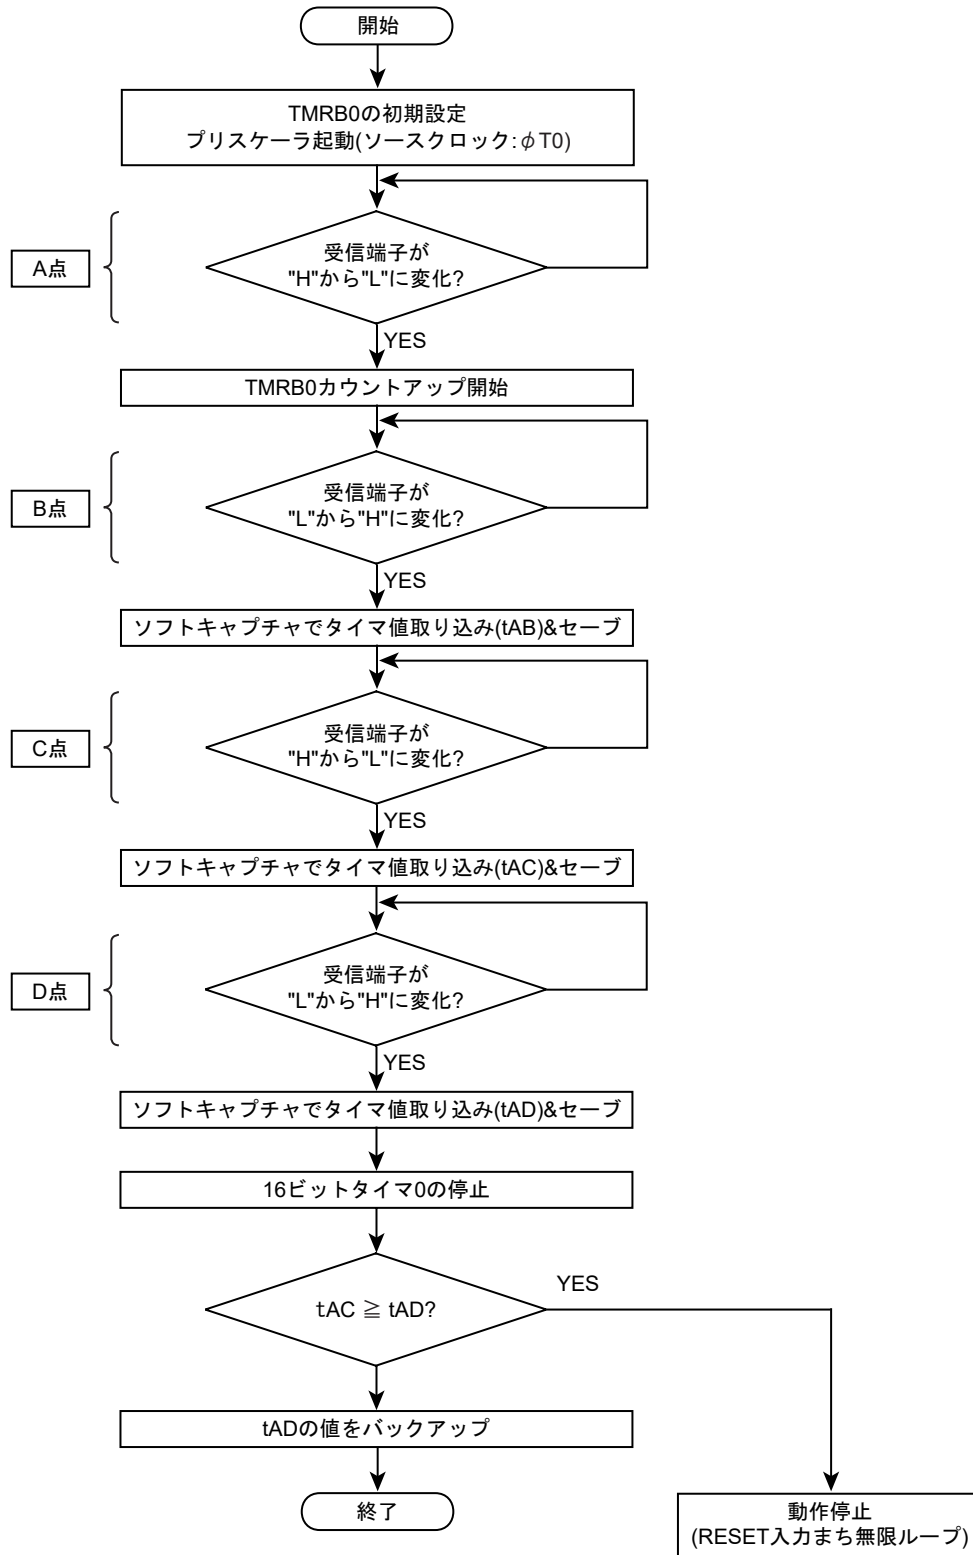 開始
TMRB0の初期設定
プリスケーラ起動(ソースクロック:φT0)
A点
受信端子が
"H"から"L"に変化?
YES
TMRB0カウントアップ開始
B点
受信端子が
"L"から"H"に変化?
YES
ソフトキャプチャでタイマ値取り込み(tAB)&セーブ
C点
受信端子が
"H"から"L"に変化?
YES
ソフトキャプチャでタイマ値取り込み(tAC)&セーブ
D点
受信端子が
"L"から"H"に変化?
YES
ソフトキャプチャでタイマ値取り込み(tAD)&セーブ
16ビットタイマ0の停止
tAC ≧ tAD?
YES
tADの値をバックアップ
終了
動作停止
(RESET入力まち無限ループ)